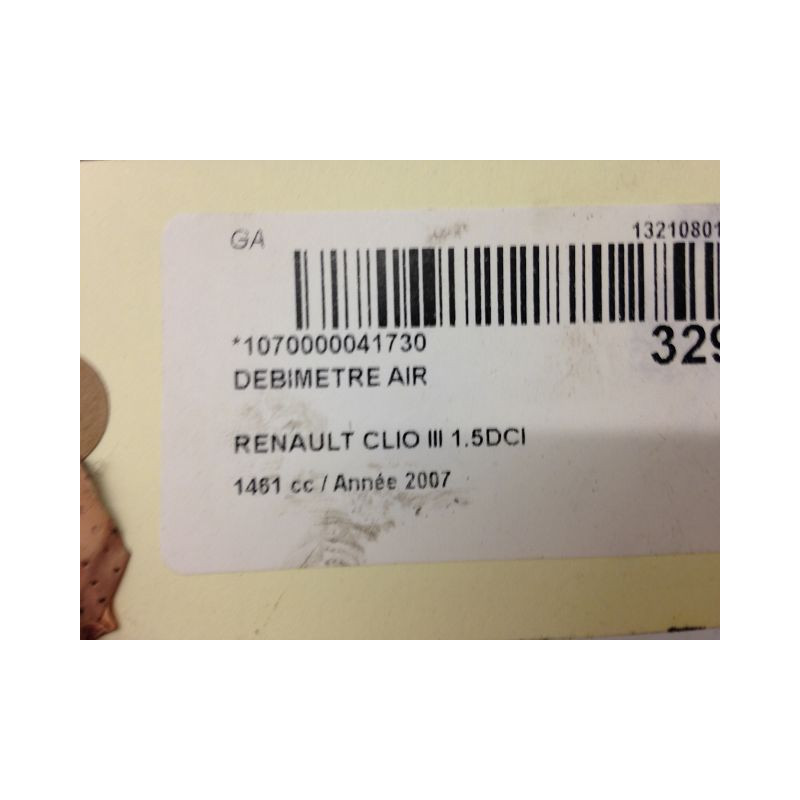 GA
13210801
*1070000041730
329
DEBIMETRE AIR
RENAULT CLIO III 1.5DCI
1461 cc / Année 2007